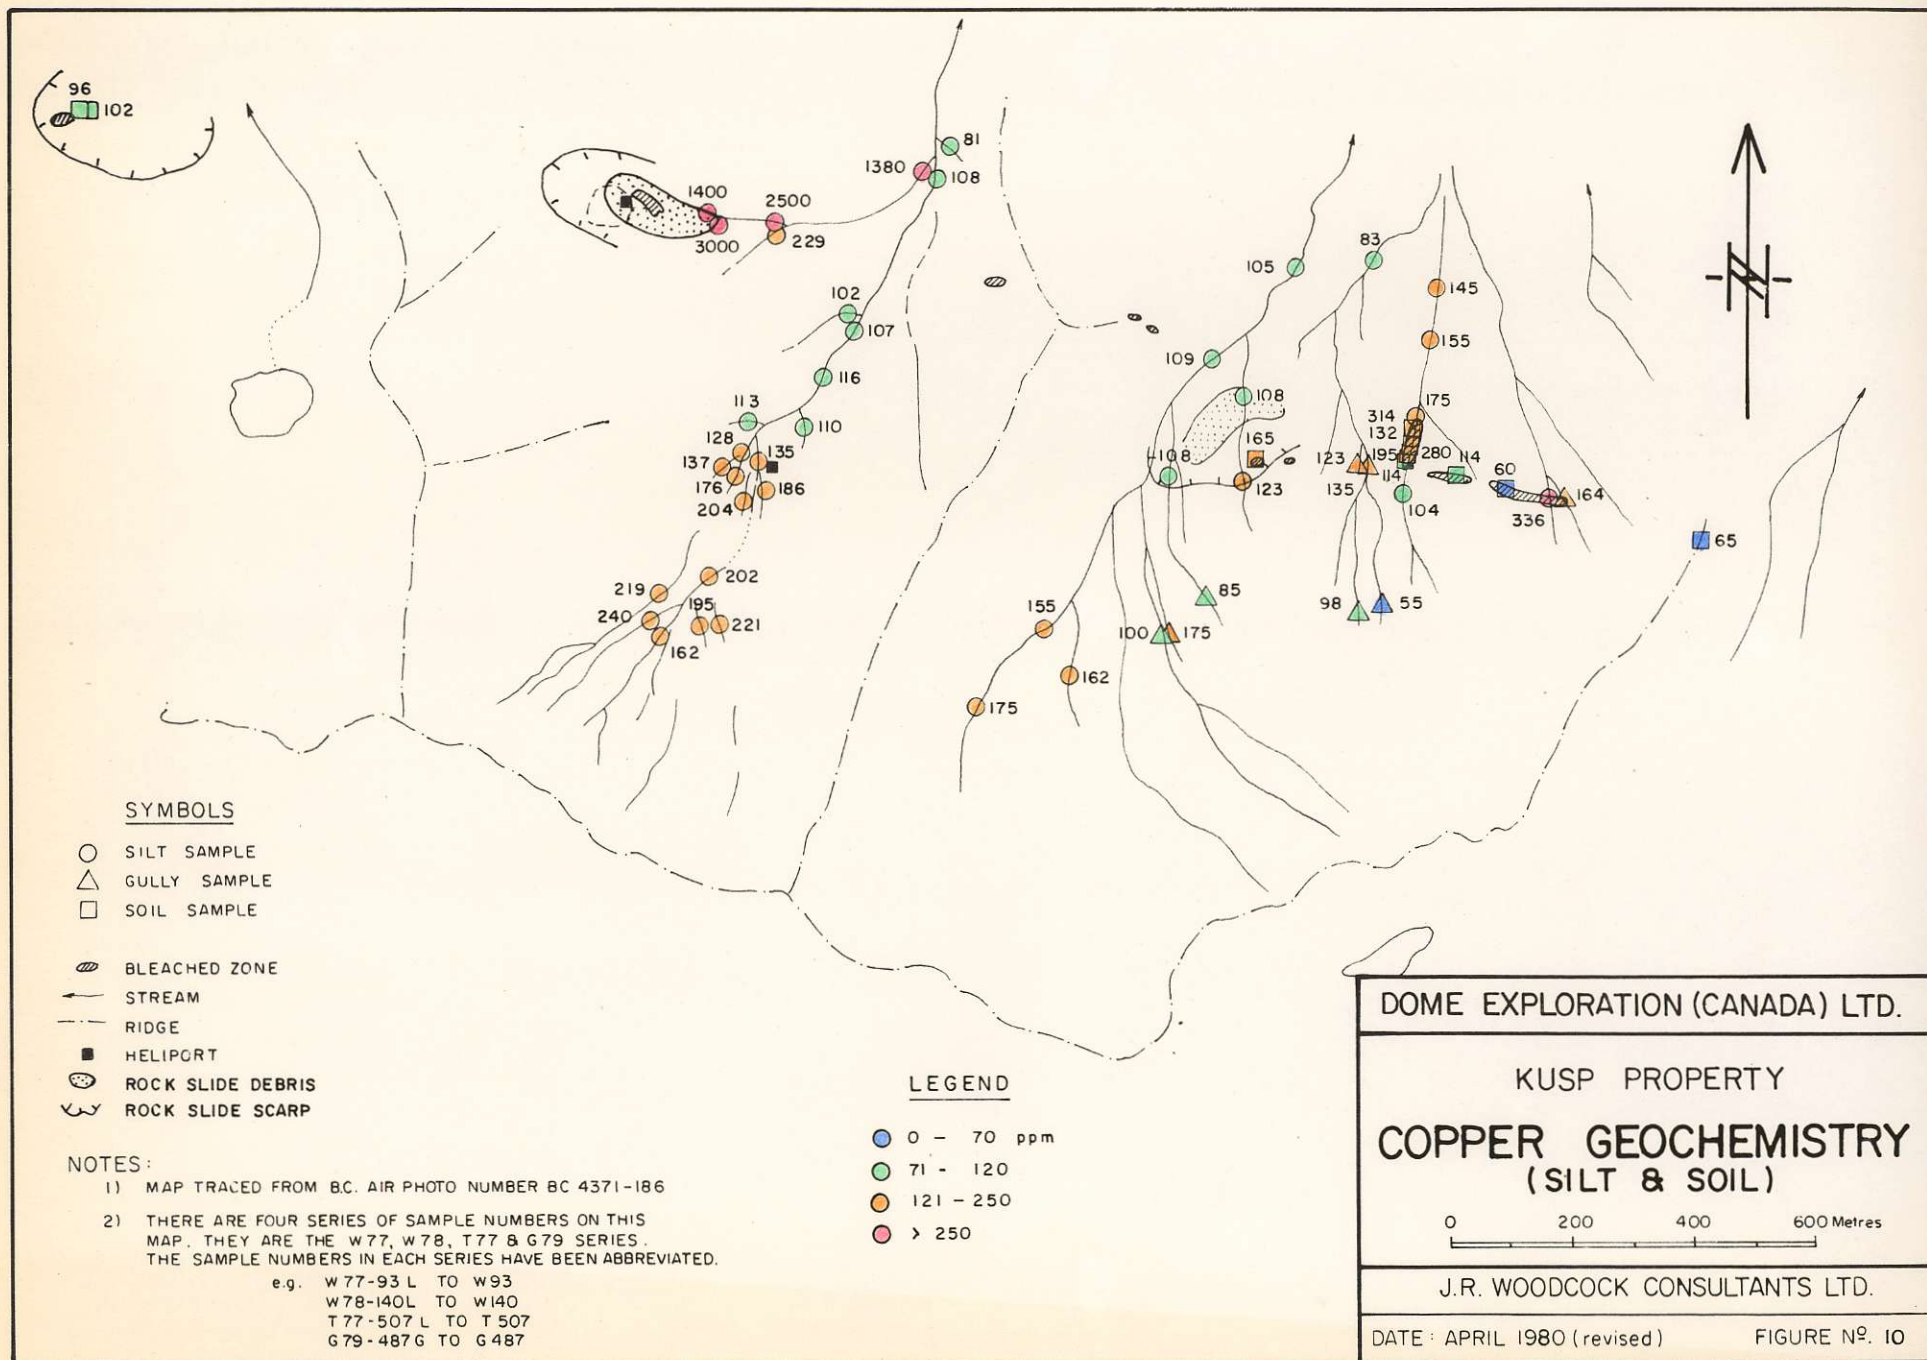 96
102
81
1380
108
1400
2500
3000
229
83
105
145
102
107
155
109
116
108
175
113
314
110
132
128
135
165
280
137
-108
123
195
114
60
176
186
135
114
164
204
123
104
336
65
219
202
85
98
55
240
195
221
155
100
175
162
162
175
SYMBOLS
SILT SAMPLE
GULLY SAMPLE
SOIL SAMPLE
BLEACHED ZONE
STREAM
RIDGE
HELIPORT
ROCK SLIDE DEBRIS
ROCK SLIDE SCARP
NOTES:
1) MAP TRACED FROM B.C. AIR PHOTO NUMBER BC 4371-186
2) THERE ARE FOUR SERIES OF SAMPLE NUMBERS ON THIS
MAP. THEY ARE THE W77, W78, T77 & G79 SERIES.
THE SAMPLE NUMBERS IN EACH SERIES HAVE BEEN ABBREVIATED.
e.g. W 77-93 L TO W93
W78-140L TO W140
T 77-507 L TO T 507
G 79-487G TO G 487
LEGEND
0 - 70 ppm
71 - 120
121 - 250
> 250
DOME EXPLORATION (CANADA) LTD.
KUSP PROPERTY
COPPER GEOCHEMISTRY
(SILT & SOIL)
0 200 400 600 Metres
J.R. WOODCOCK CONSULTANTS LTD.
DATE: APRIL 1980 (revised) FIGURE Nº. 10